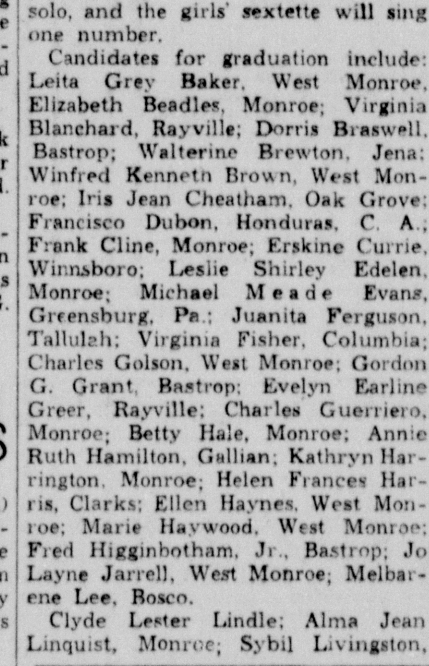 solo, and the girls' sextette will sing
one number.
Candidates for graduation include:
Leita Grey Baker, West Monroe,
Elizabeth Beadles, Monroe; Virginia
Blanchard, Rayville; Dorris Braswell,
Bastrop; Walterine Brewton, Jena;
Winfred Kenneth Brown, West Mon-
roe; Iris Jean Cheatham, Oak Grove;
Francisco Dubon, Honduras, C. A.;
Frank Cline, Monroe; Erskine Currie,
Winnsboro; Leslie Shirley Edelen,
Monroe; Michael Meade Evans,
Greensburg, Pa.; Juanita Ferguson,
Tallulah; Virginia Fisher, Columbia;
Charles Golson, West Monroe; Gordon
G. Grant, Bastrop; Evelyn Earline
Greer, Rayville; Charles Guerriero,
Monroe; Betty Hale, Monroe; Annie
Ruth Hamilton, Gallian; Kathryn Har-
rington, Monroe; Helen Frances Har-
ris, Clarks; Ellen Haynes, West Mon-
roe; Marie Haywood, West Monroe;
Fred Higginbotham, Jr., Bastrop; Jo
Layne Jarrell, West Monroe; Melbar-
ene Lee, Bosco.
Clyde Lester Lindle; Alma Jean
Linquist, Monroe; Sybil Livingston,